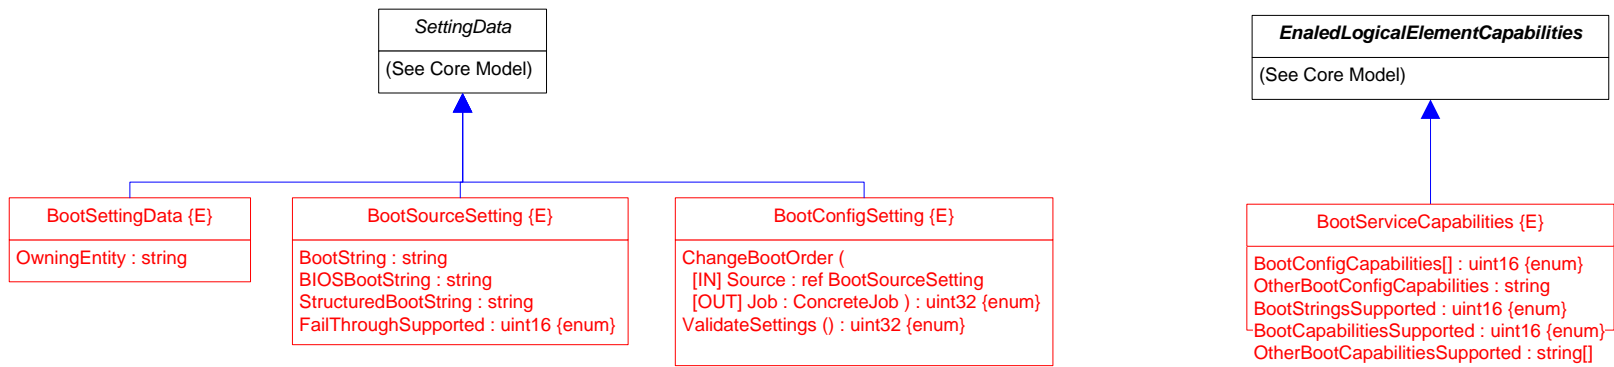 SettingData
(See Core Model)
EnaledLogicalElementCapabilities
(See Core Model)
BootSettingData {E}
OwningEntity : string
BootSourceSetting {E}
BootString : string
BIOSBootString : string
StructuredBootString : string
FailThroughSupported : uint16 {enum}
BootConfigSetting {E}
ChangeBootOrder (
[IN] Source : ref BootSourceSetting
[OUT] Job : ConcreteJob ) : uint32 {enum}
ValidateSettings () : uint32 {enum}
BootServiceCapabilities {E}
BootConfigCapabilities[] : uint16 {enum}
OtherBootConfigCapabilities : string
BootStringsSupported : uint16 {enum}
BootCapabilitiesSupported : uint16 {enum}
OtherBootCapabilitiesSupported : string[]